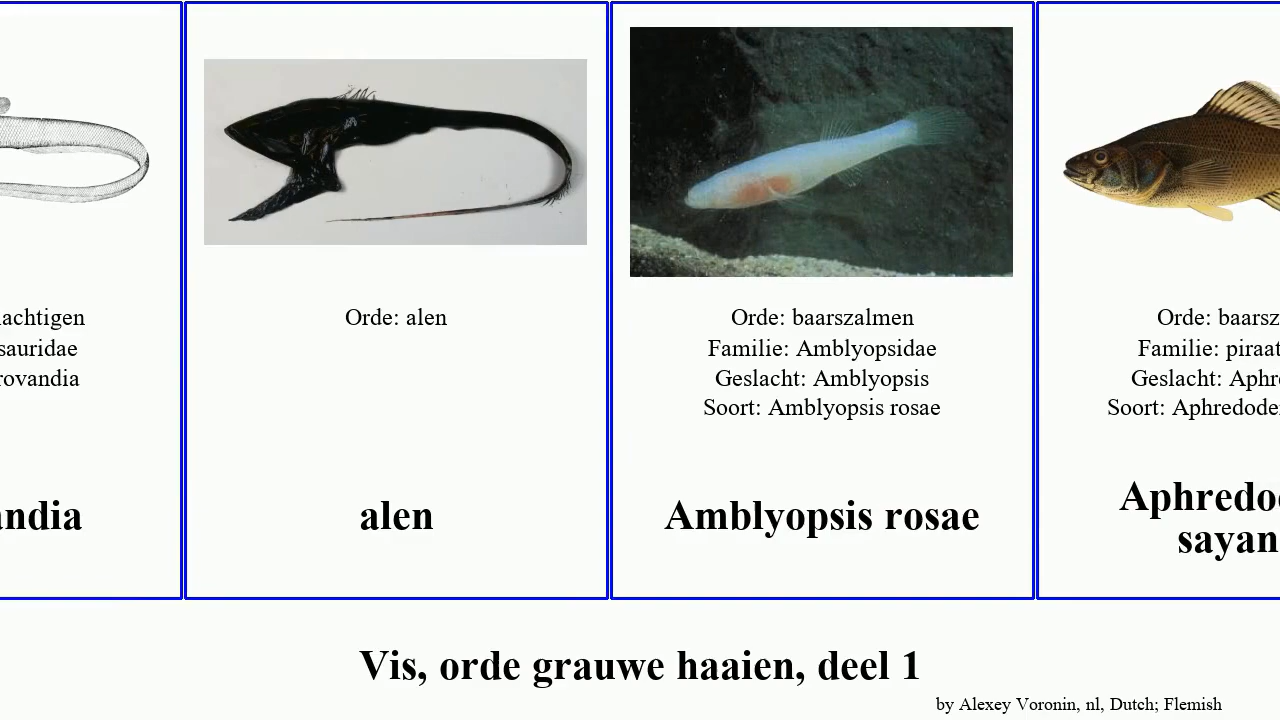 achtigen
sauridae
rovandia
andia
Orde: alen
alen
Orde: baarszalmen
Familie: Amblyopsidae
Geslacht: Amblyopsis
Soort: Amblyopsis rosae
Amblyopsis rosae
Orde: baarsz
Familie: piraat
Geslacht: Aphre
Soort: Aphredode
Aphredo
sayan
Vis, orde grauwe haaien, deel 1
by Alexey Voronin, nl, Dutch; Flemish